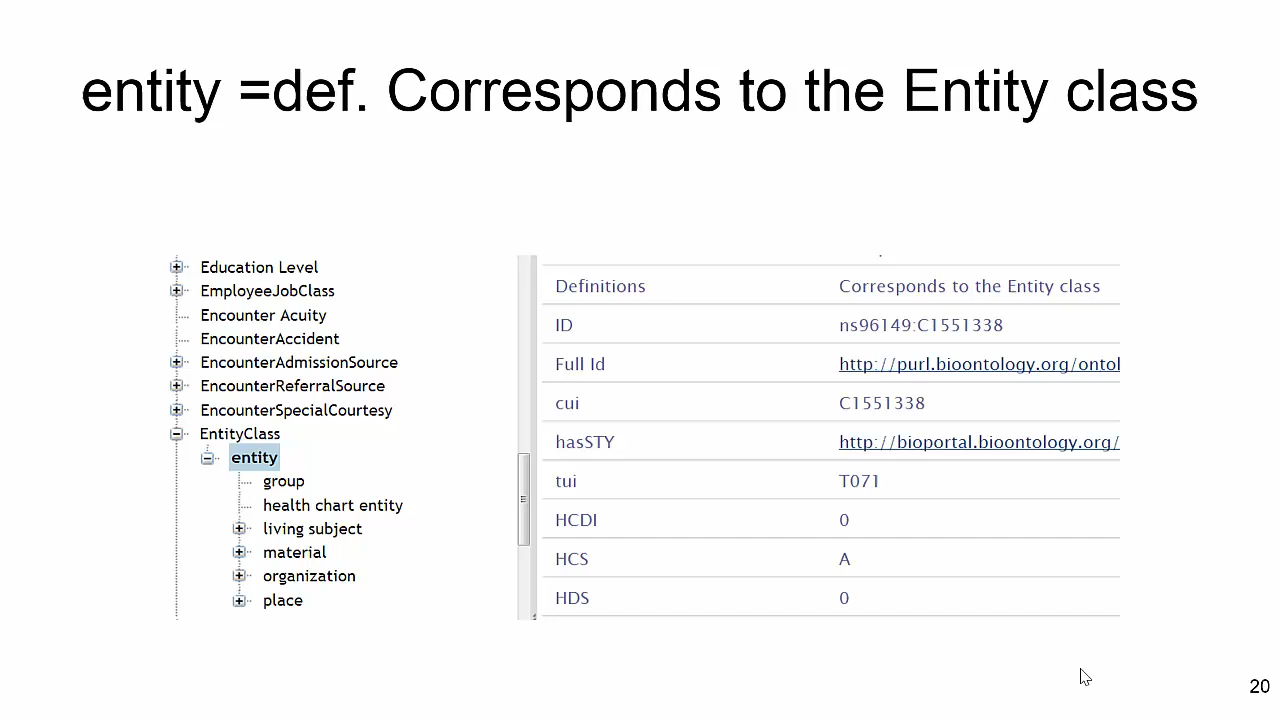 entity =def. Corresponds to the Entity class
Education Level
EmployeeJobClass
Encounter Acuity
EncounterAccident
EncounterAdmissionSource
EncounterReferralSource
EncounterSpecialCourtesy
EntityClass
entity
group
health chart entity
living subject
material
organization
place
Definitions Corresponds to the Entity class
ID ns96149:C1551338
Full Id http://purl.bioontology.org/ontol
cui C1551338
hasSTY http://bioportal.bioontology.org/
tui T071
HCDI 0
HCS A
HDS 0
20